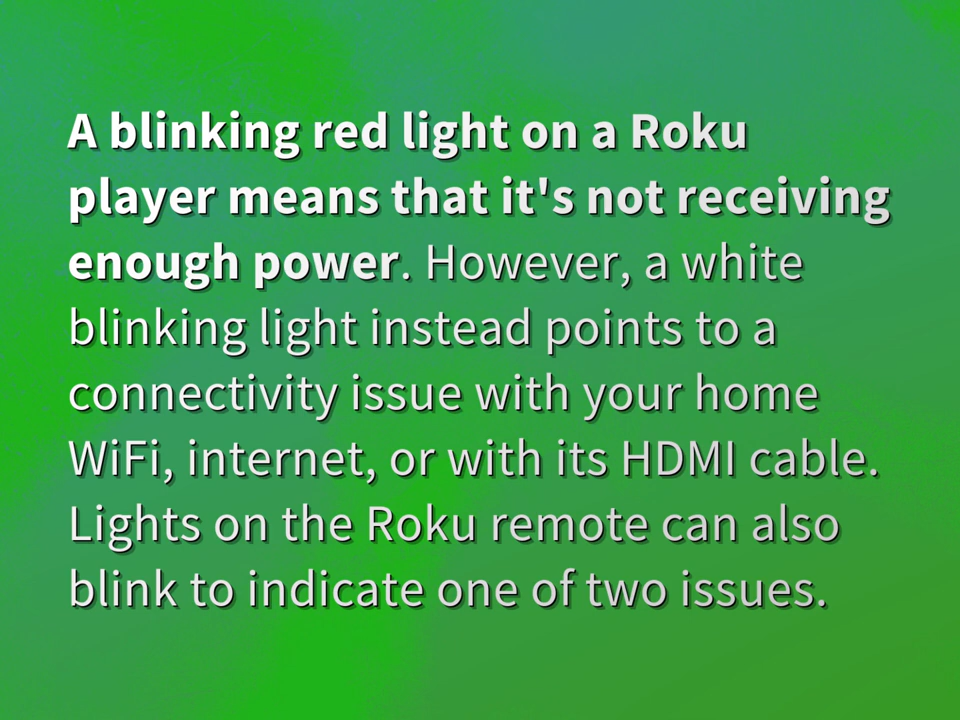 A blinking red light on a Roku
player means that it's not receiving
enough power. However, a white
blinking light instead points to a
connectivity issue with your home
WiFi, internet, or with its HDMI cable.
Lights on the Roku remote can also
blink to indicate one of two issues.